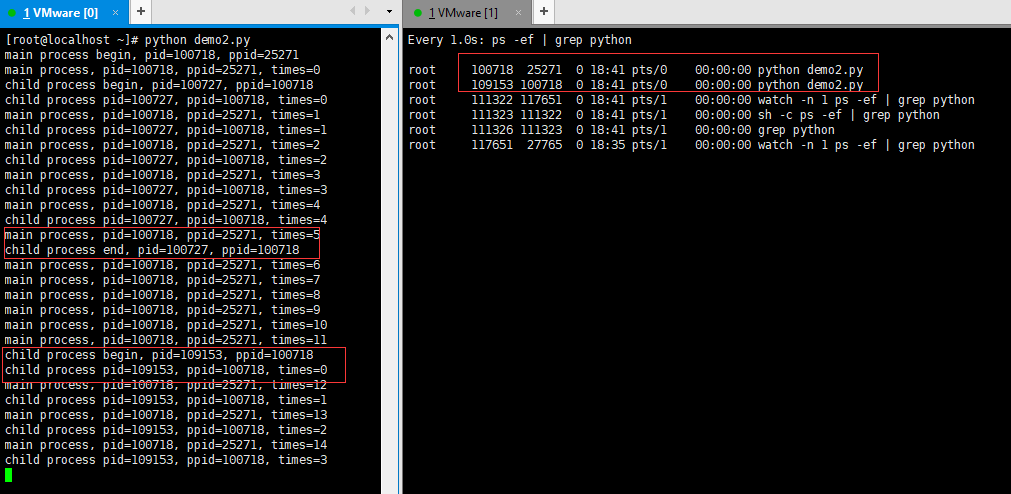 1 VMware [0] × +
[root@localhost ~]# python demo2.py
main process begin, pid=100718, ppid=25271
main process, pid=100718, ppid=25271, times=0
child process begin, pid=100727, ppid=100718
child process pid=100727, ppid=100718, times=0
main process, pid=100718, ppid=25271, times=1
child process pid=100727, ppid=100718, times=1
main process, pid=100718, ppid=25271, times=2
child process pid=100727, ppid=100718, times=2
main process, pid=100718, ppid=25271, times=3
child process pid=100727, ppid=100718, times=3
main process, pid=100718, ppid=25271, times=4
child process pid=100727, ppid=100718, times=4
main process, pid=100718, ppid=25271, times=5
child process end, pid=100727, ppid=100718
main process, pid=100718, ppid=25271, times=6
main process, pid=100718, ppid=25271, times=7
main process, pid=100718, ppid=25271, times=8
main process, pid=100718, ppid=25271, times=9
main process, pid=100718, ppid=25271, times=10
main process, pid=100718, ppid=25271, times=11
child process begin, pid=109153, ppid=100718
child process pid=109153, ppid=100718, times=0
main process, pid=100718, ppid=25271, times=12
child process pid=109153, ppid=100718, times=1
main process, pid=100718, ppid=25271, times=13
child process pid=109153, ppid=100718, times=2
main process, pid=100718, ppid=25271, times=14
child process pid=109153, ppid=100718, times=3
1 VMware [1] × +
Every 1.0s: ps -ef | grep python
root 100718 25271 0 18:41 pts/0 00:00:00 python demo2.py
root 109153 100718 0 18:41 pts/0 00:00:00 python demo2.py
root 111322 117651 0 18:41 pts/1 00:00:00 watch -n 1 ps -ef | grep python
root 111323 111322 0 18:41 pts/1 00:00:00 sh -c ps -ef | grep python
root 111326 111323 0 18:41 pts/1 00:00:00 grep python
root 117651 27765 0 18:35 pts/1 00:00:00 watch -n 1 ps -ef | grep python